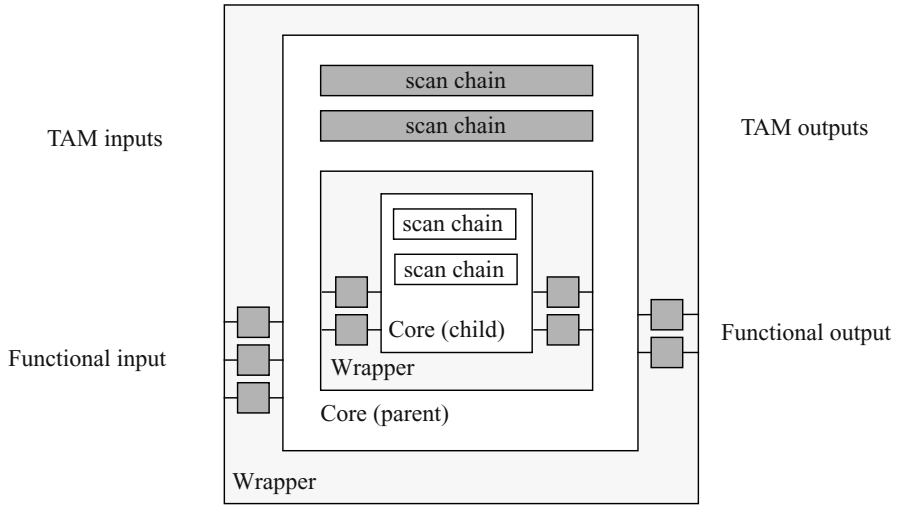 scan chain
scan chain
TAM inputs
TAM outputs
scan chain
scan chain
Core (child)
Functional input
Functional output
Wrapper
Core (parent)
Wrapper